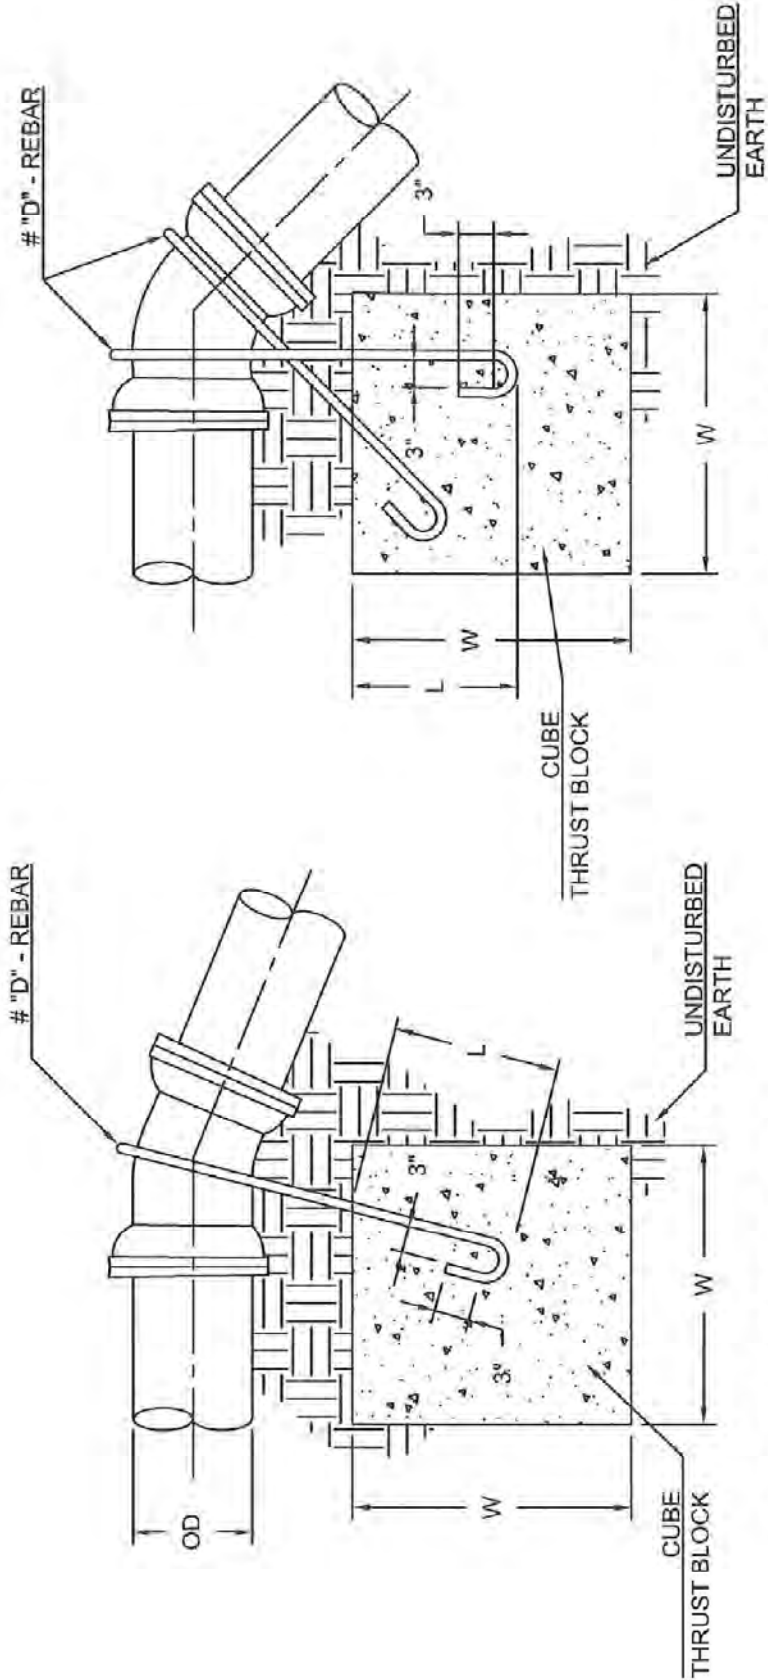 # "D" - REBAR
OD
W
3"
3"
L
W
CUBE
THRUST BLOCK
UNDISTURBED
EARTH
# "D" - REBAR
3"
3"
L
W
W
CUBE
THRUST BLOCK
UNDISTURBED
EARTH